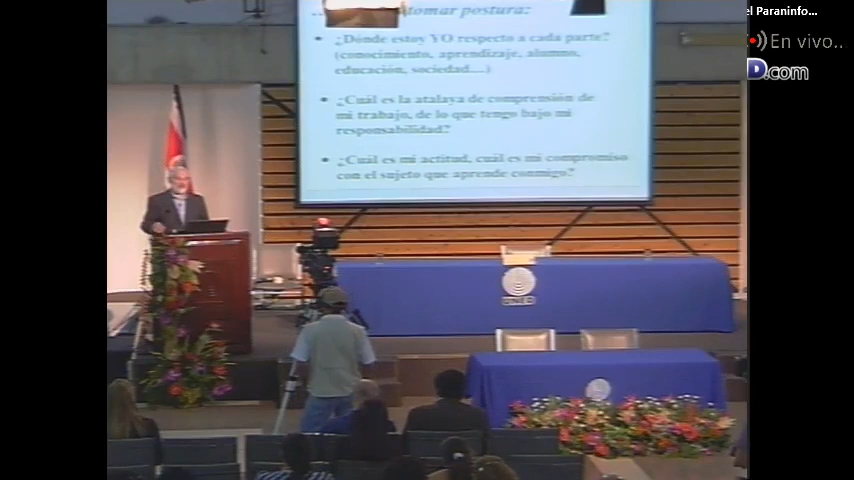 el Paraninfo...
En vivo...
D.com
tomar postura:
• ¿Dónde estoy YO respecto a cada parte?
(conocimiento, aprendizaje, alumno,
educación, sociedad....)
• ¿Cuál es la atalaya de comprensión de
mi trabajo, de lo que tengo bajo mi
responsabilidad?
• ¿Cuál es mi actitud, cuál es mi compromiso
con el sujeto que aprende conmigo?
UNED